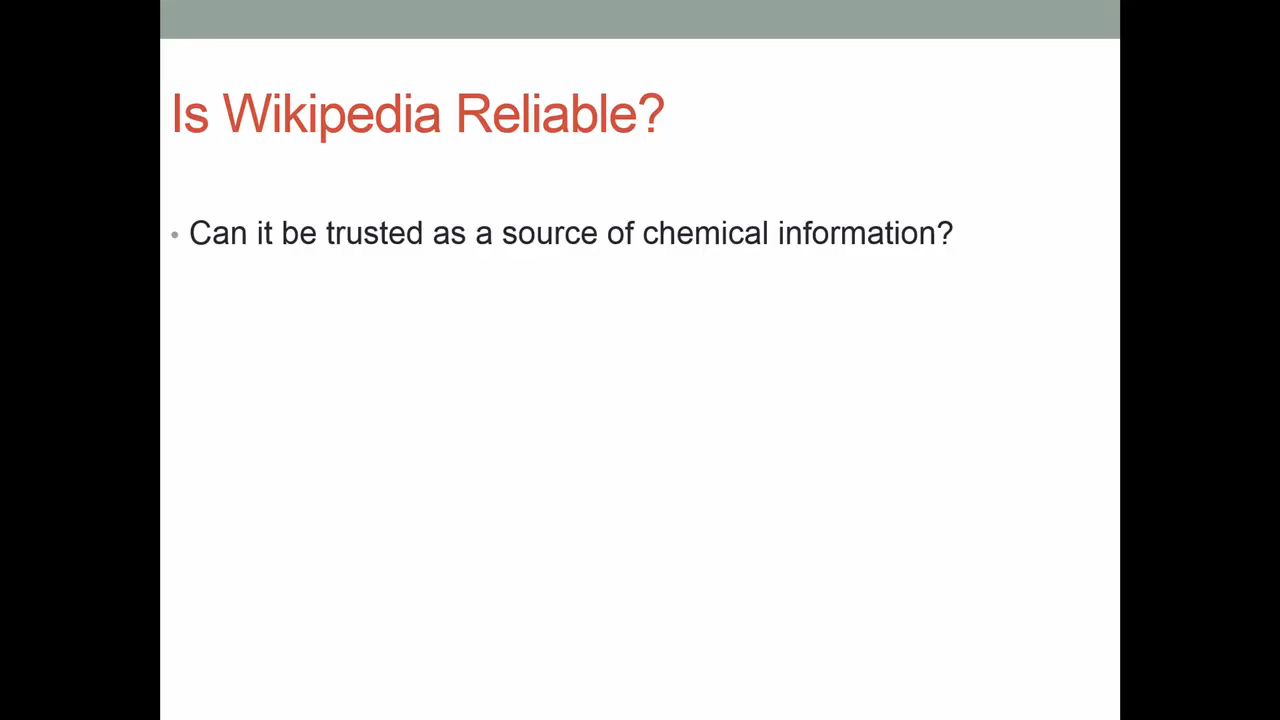 Is Wikipedia Reliable?
• Can it be trusted as a source of chemical information?